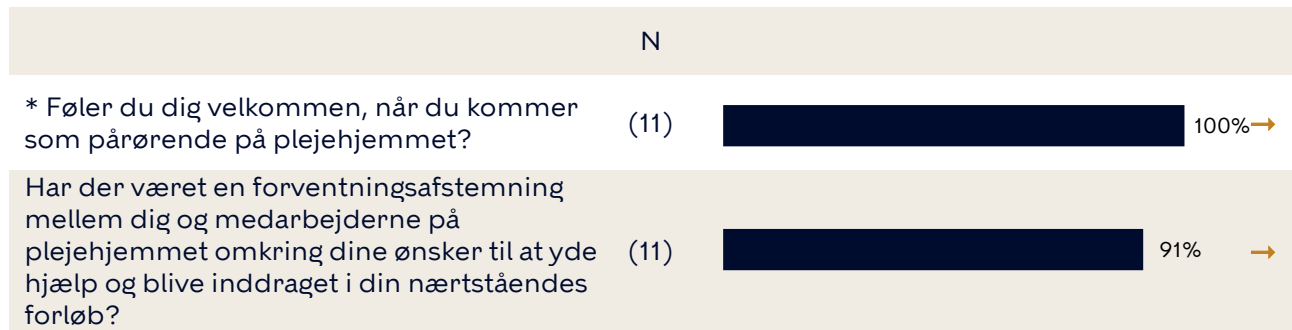 N
* Føler du dig velkommen, når du kommer
som pårørende på plejehjemmet?
(11)
100%→
Har der været en forventningsafstemning
mellem dig og medarbejderne på
plejehjemmet omkring dine ønsker til at yde
hjælp og blive inddraget i din nærtståendes
forløb?
(11)
91% →